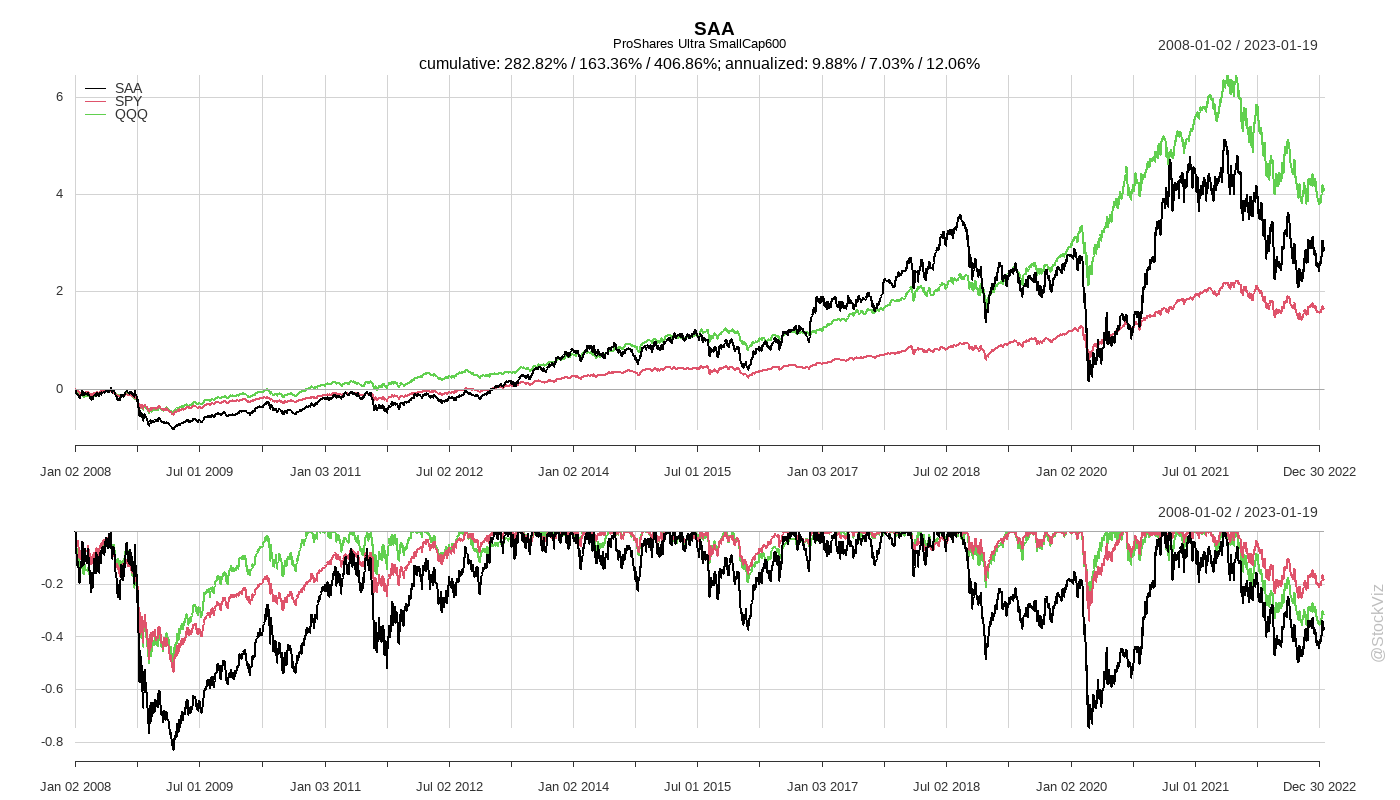 SAA
ProShares Ultra SmallCap600
2008-01-02 / 2023-01-19
cumulative: 282.82% / 163.36% / 406.86%; annualized: 9.88% / 7.03% / 12.06%
SAA
SPY
QQQ
6
4
2
0
Jan 02 2008 Jul 01 2009 Jan 03 2011 Jul 02 2012 Jan 02 2014 Jul 01 2015 Jan 03 2017 Jul 02 2018 Jan 02 2020 Jul 01 2021 Dec 30 2022
2008-01-02 / 2023-01-19
-0.2
-0.4
-0.6
-0.8
Jan 02 2008 Jul 01 2009 Jan 03 2011 Jul 02 2012 Jan 02 2014 Jul 01 2015 Jan 03 2017 Jul 02 2018 Jan 02 2020 Jul 01 2021 Dec 30 2022
@StockViz